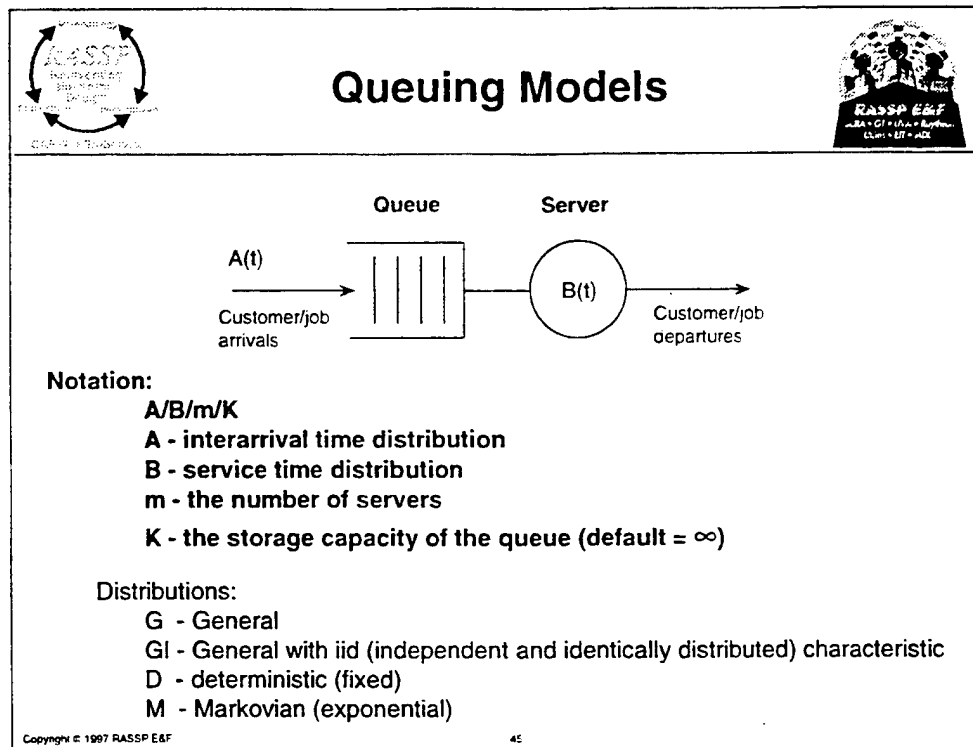 RASSP
Queuing Models
RASSP E&F
Queue
Server
A(t)
B(t)
Customer/job
arrivals
Customer/job
departures
Notation:
A/B/m/K
A - interarrival time distribution
B - service time distribution
m - the number of servers
K - the storage capacity of the queue (default = ∞)
Distributions:
G - General
GI - General with iid (independent and identically distributed) characteristic
D - deterministic (fixed)
M - Markovian (exponential)
Copyright © 1997 RASSP E&F
45